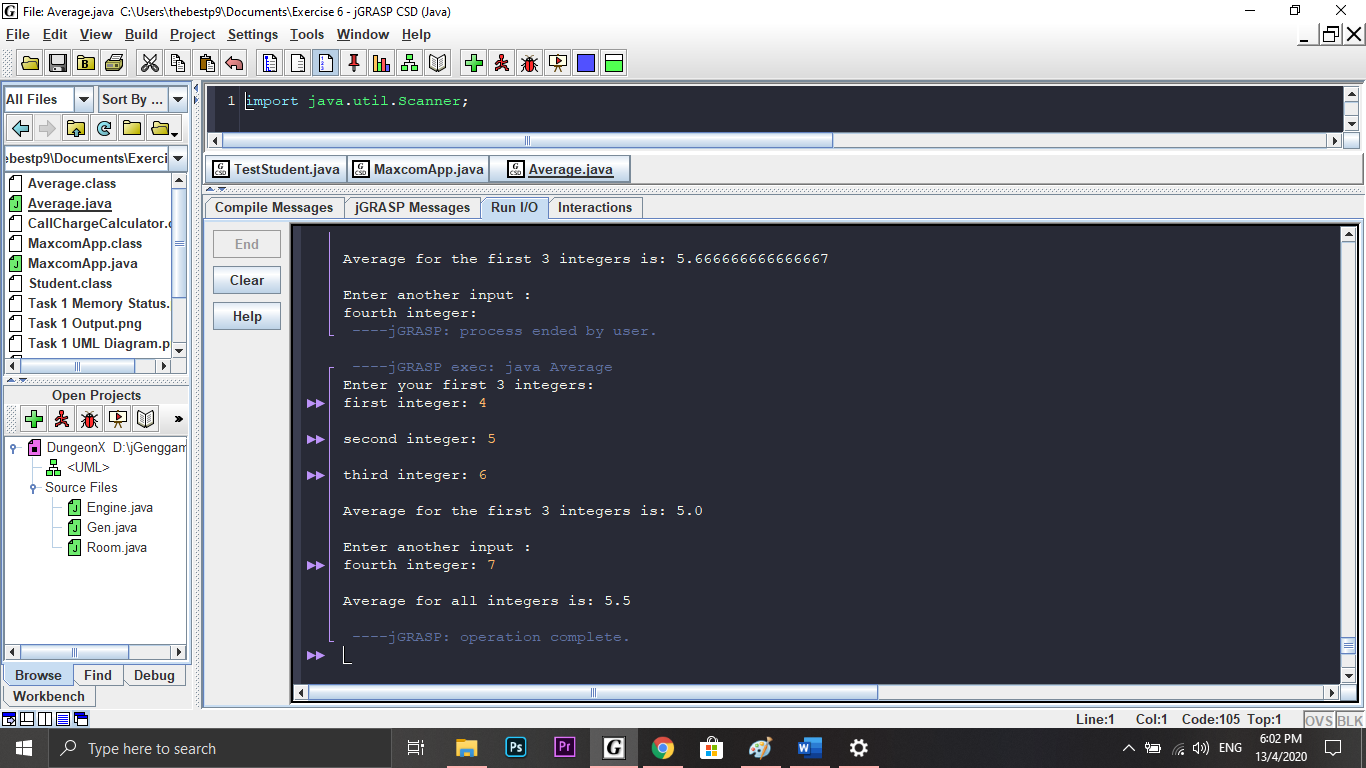 File: Average.java  C:\Users\thebestp9\Documents\Exercise 6 - jGRASP CSD (Java)
File Edit View Build Project Settings Tools Window Help
All Files Sort By ...
ebestp9\Documents\Exerci
Average.class
Average.java
CallChargeCalculator.c
MaxcomApp.class
MaxcomApp.java
Student.class
Task 1 Memory Status.
Task 1 Output.png
Task 1 UML Diagram.p
Open Projects
»
DungeonX D:\jGenggam
<UML>
Source Files
Engine.java
Gen.java
Room.java
Browse Find Debug
Workbench
1 import java.util.Scanner;
TestStudent.java MaxcomApp.java Average.java
Compile Messages jGRASP Messages Run I/O Interactions
End
Clear
Help
Average for the first 3 integers is: 5.666666666666667
Enter another input :
fourth integer:
----jGRASP: process ended by user.
----jGRASP exec: java Average
Enter your first 3 integers:
first integer: 4
second integer: 5
third integer: 6
Average for the first 3 integers is: 5.0
Enter another input :
fourth integer: 7
Average for all integers is: 5.5
----jGRASP: operation complete.
Line:1 Col:1 Code:105 Top:1 OVS BLK
Type here to search
Ps Pr G W
ENG
6:02 PM
13/4/2020